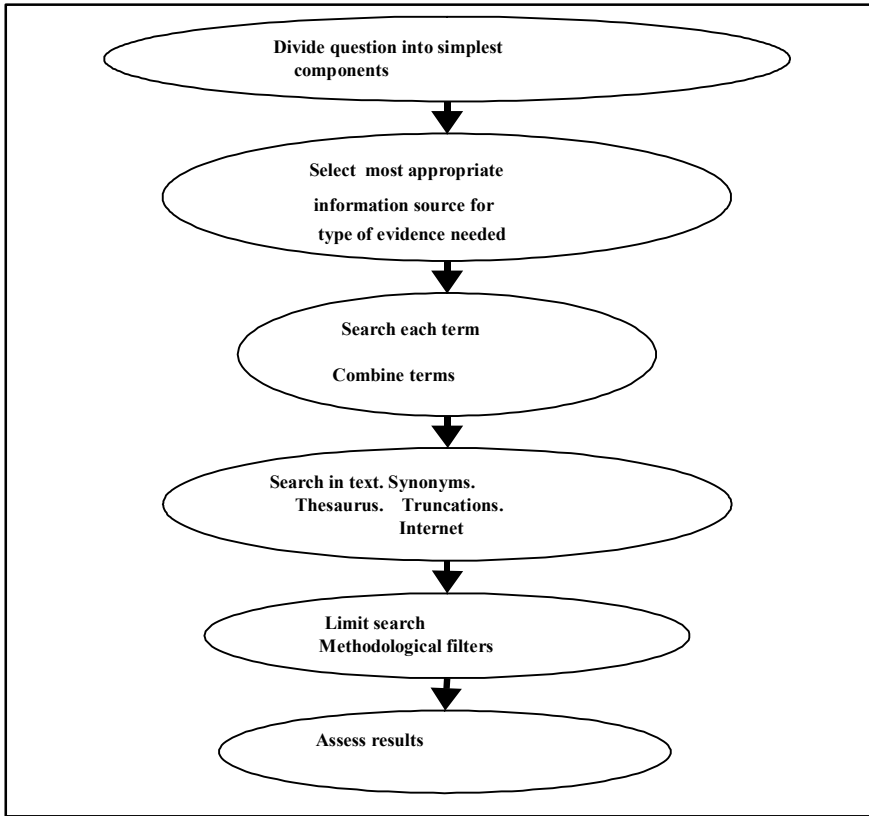 Divide question into simplest
components
Select most appropriate
information source for
type of evidence needed
Search each term
Combine terms
Search in text. Synonyms.
Thesaurus. Truncations.
Internet
Limit search
Methodological filters
Assess results